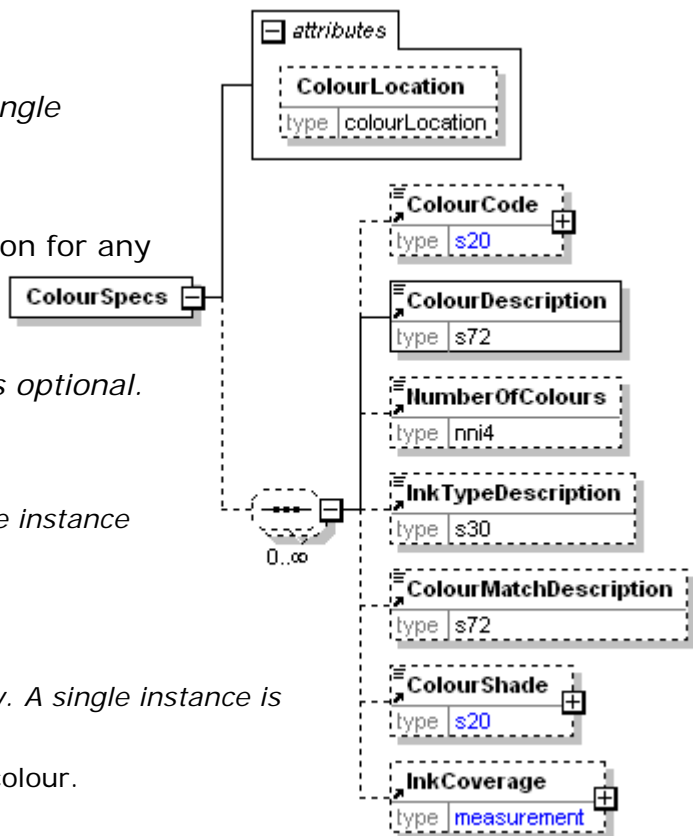 attributes
ColourLocation
type colourLocation
ngle
ColourCode
on for any
type s20
ColourSpecs
ColourDescription
type s72
s optional.
NumberOfColours
type nni4
InkTypeDescription
e instance
type s30
0..∞
ColourMatchDescription
type s72
ColourShade
. A single instance is
type s20
colour.
InkCoverage
type measurement